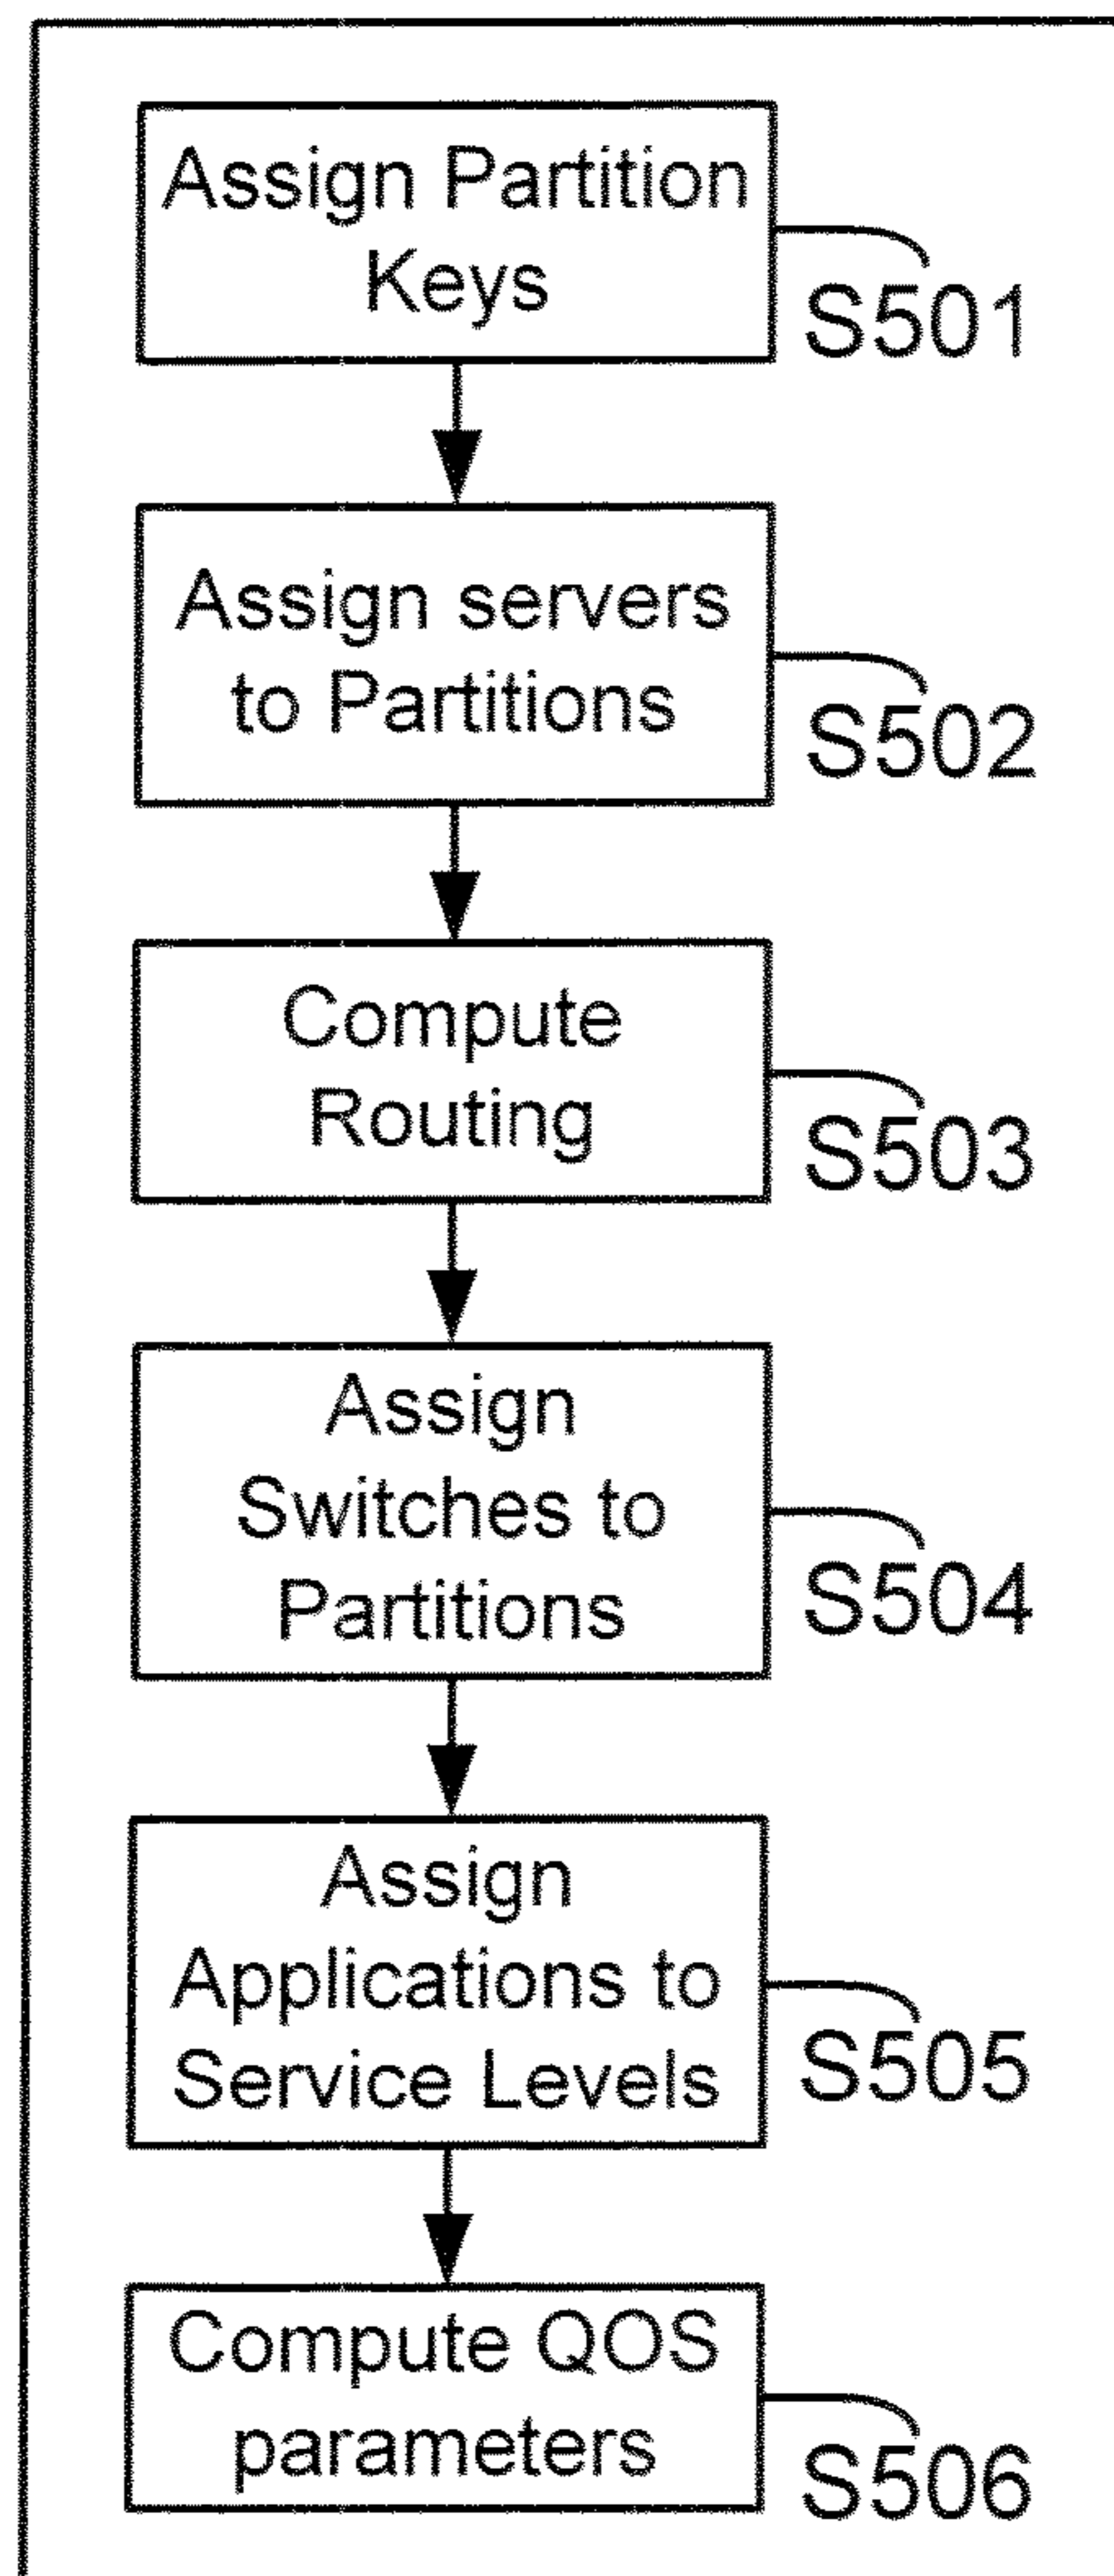 Assign Partition
Keys
S501
Assign servers
to Partitions
S502
Compute
Routing
S503
Assign
Switches to
Partitions
S504
Assign
Applications to
Service Levels
S505
Compute QOS
parameters
S506